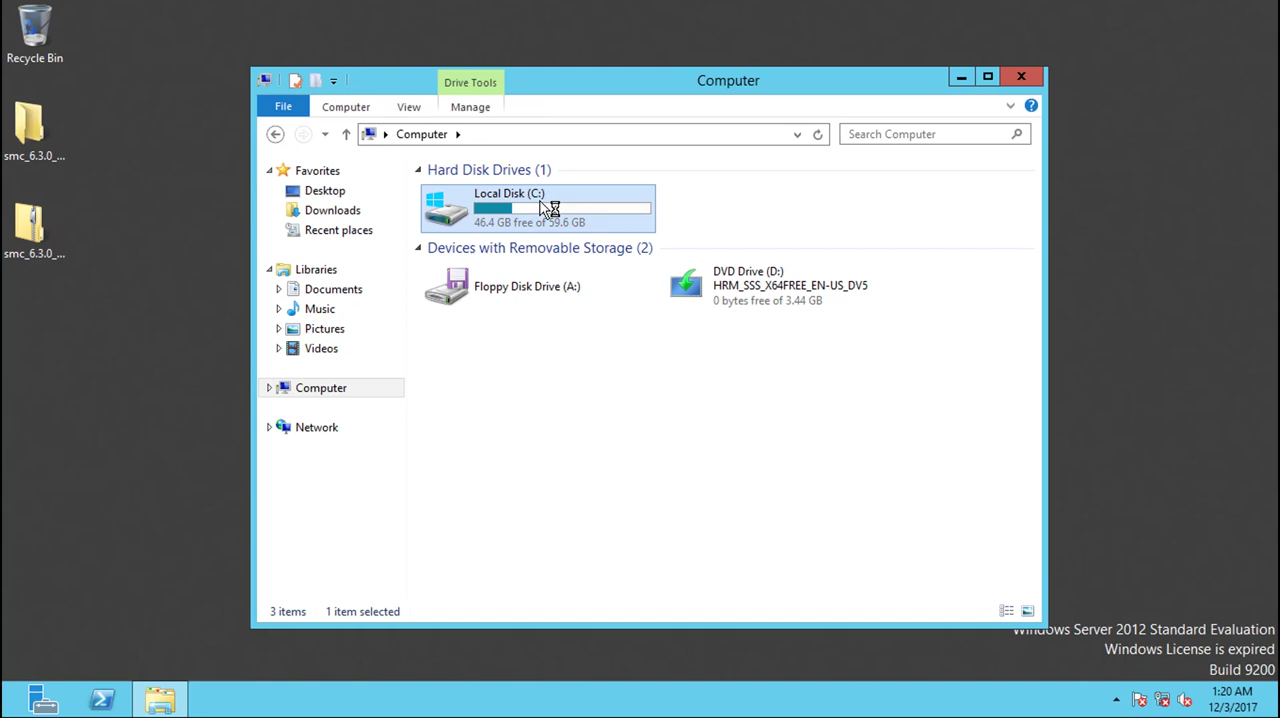 Recycle Bin
smc_6.3.0_...
smc_6.3.0_...
Drive Tools
Computer
File
Computer
View
Manage
Computer
Search Computer
Favorites
Desktop
Downloads
Recent places
Libraries
Documents
Music
Pictures
Videos
Computer
Network
Hard Disk Drives (1)
Local Disk (C:)
46.4 GB free of 59.6 GB
Devices with Removable Storage (2)
Floppy Disk Drive (A:)
DVD Drive (D:)
HRM_SSS_X64FREE_EN-US_DV5
0 bytes free of 3.44 GB
3 items
1 item selected
Windows Server 2012 Standard Evaluation
Windows License is expired
Build 9200
1:20 AM
12/3/2017